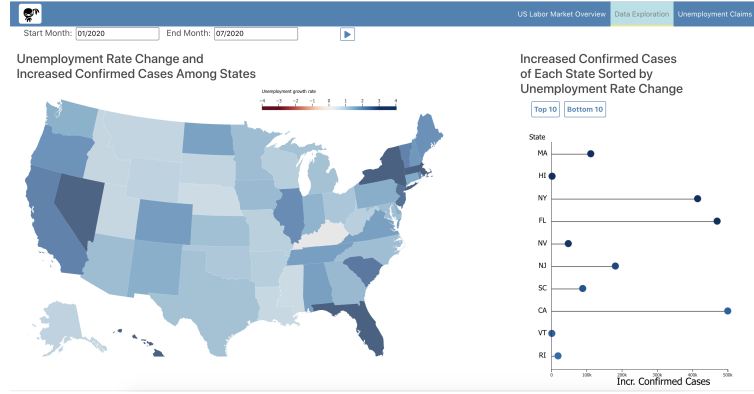 US Labor Market Overview Data Exploration Unemployment Claims
Start Month: 01/2020 End Month: 07/2020
Unemployment Rate Change and
Increased Confirmed Cases Among States
Unemployment growth rate
-4 -3 -2 -1 0 1 2 3 4
Increased Confirmed Cases
of Each State Sorted by
Unemployment Rate Change
Top 10 Bottom 10
State
MA
HI
NY
FL
NV
NJ
SC
CA
VT
RI
0 100k 200k 300k 400k 500k
Incr. Confirmed Cases